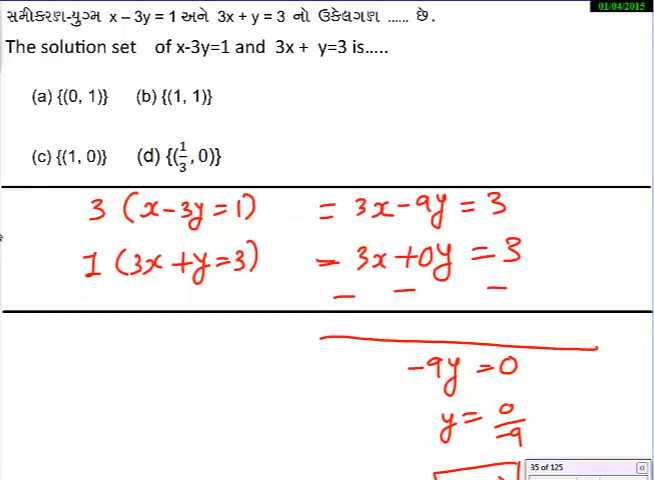 01/04/2015
સમીકરણ-યુગ્મ x – 3y = 1 અને 3x + y = 3 નો ઉકેલગણ ...... છે.
The solution set of x-3y=1 and 3x + y=3 is.....
(a) {(0, 1)} (b) {(1, 1)}
(c) {(1, 0)} (d) {(1/3, 0)}
3 (x-3y=1) = 3x-9y = 3
1 (3x+y=3) = 3x+0y = 3
- - -
-9y = 0
y = 0/-9
35 of 125